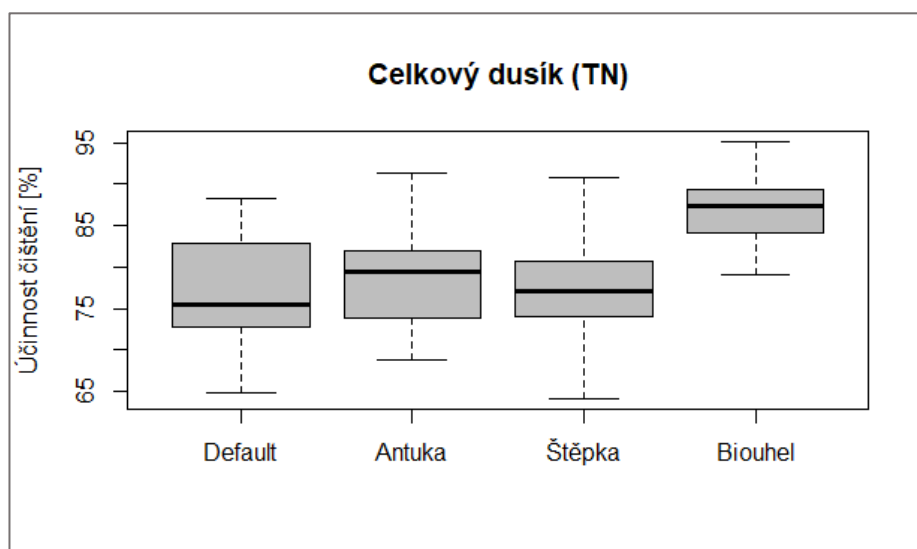 Celkový dusík (TN)
Účinnost čištění [%]
95
85
75
65
Default Antuka Štěpka Biouhel